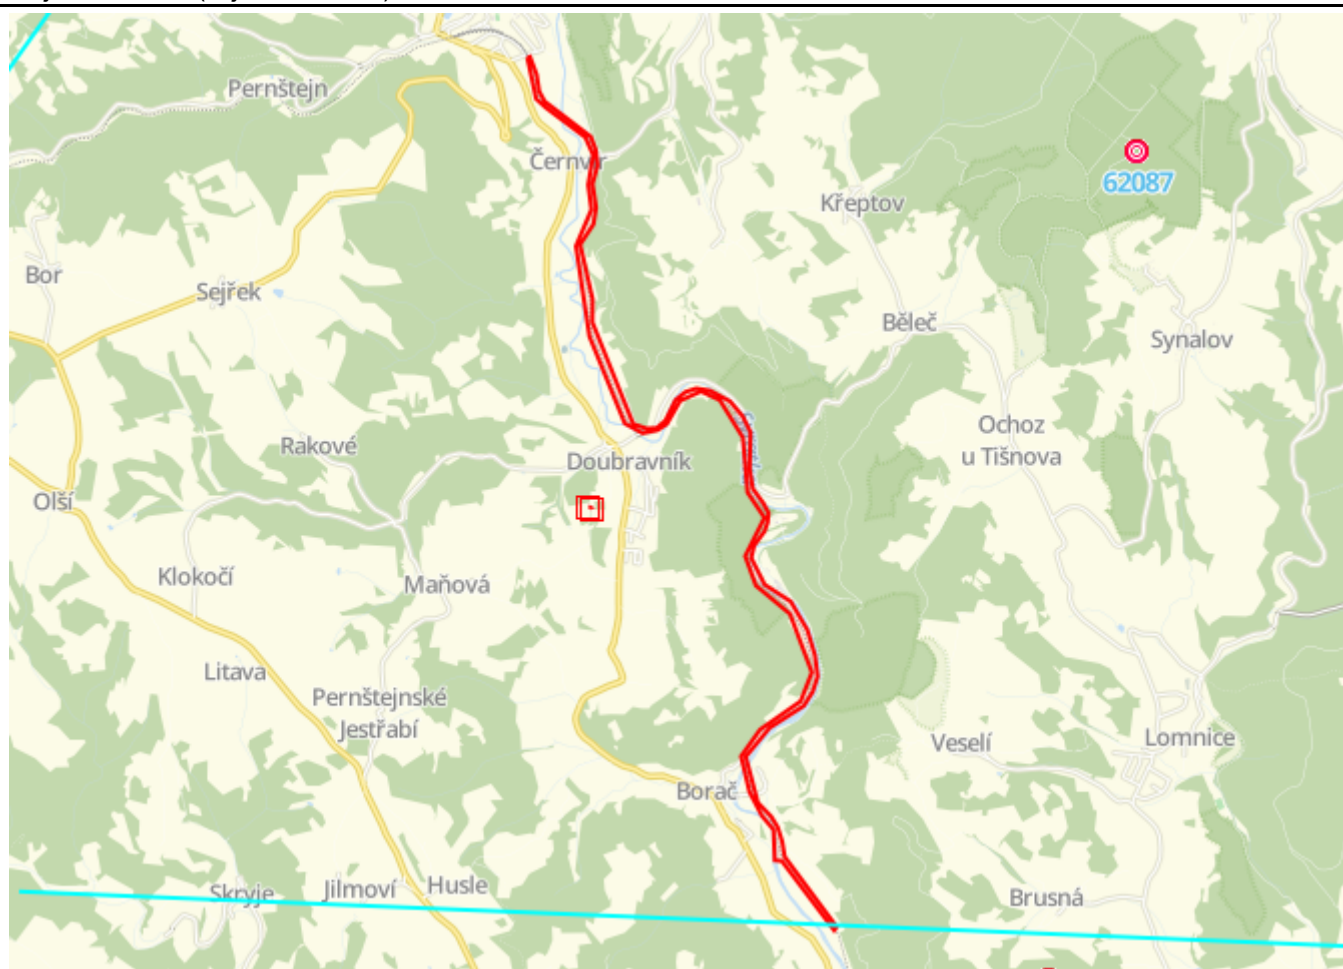 Pernštejn
Černvír
62087
Křeptov
Bor
Sejřek
Běleč
Synalov
Rakové
Ochoz
u Tišnova
Doubravník
Olší
Klokočí
Maňová
Litava
Pernštejnské
Jestřabí
Veselí
Lomnice
Borač
Skryje
Jilmoví
Husle
Brusná